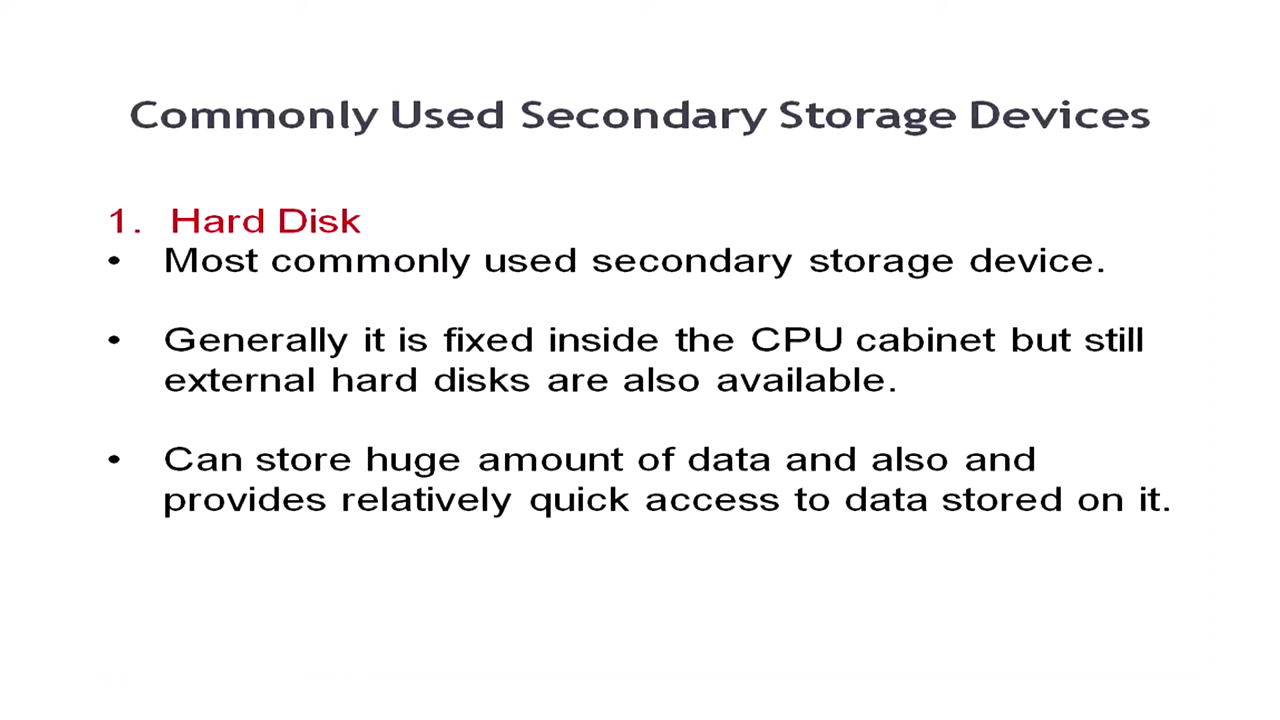 Commonly Used Secondary Storage Devices
1. Hard Disk
• Most commonly used secondary storage device.
• Generally it is fixed inside the CPU cabinet but still
external hard disks are also available.
• Can store huge amount of data and also and
provides relatively quick access to data stored on it.